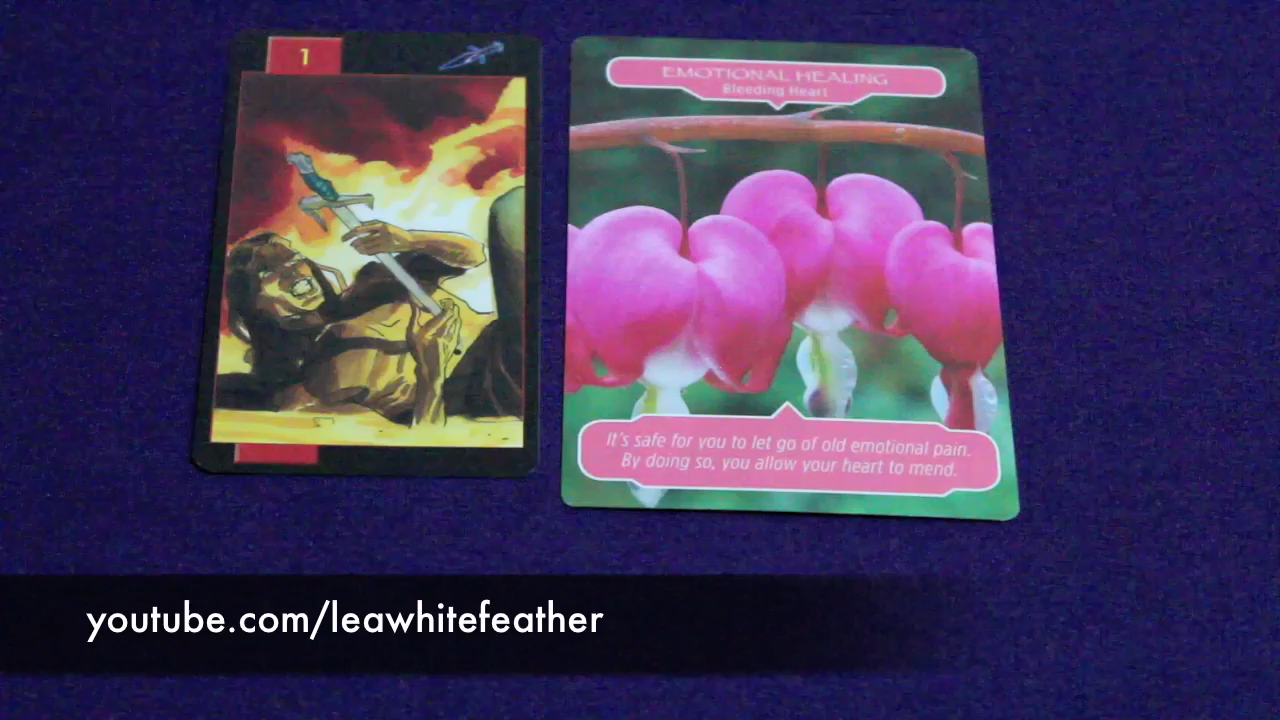 1
EMOTIONAL HEALING
Bleeding Heart
It's safe for you to let go of old emotional pain.
By doing so, you allow your heart to mend.
youtube.com/leawhitefeather